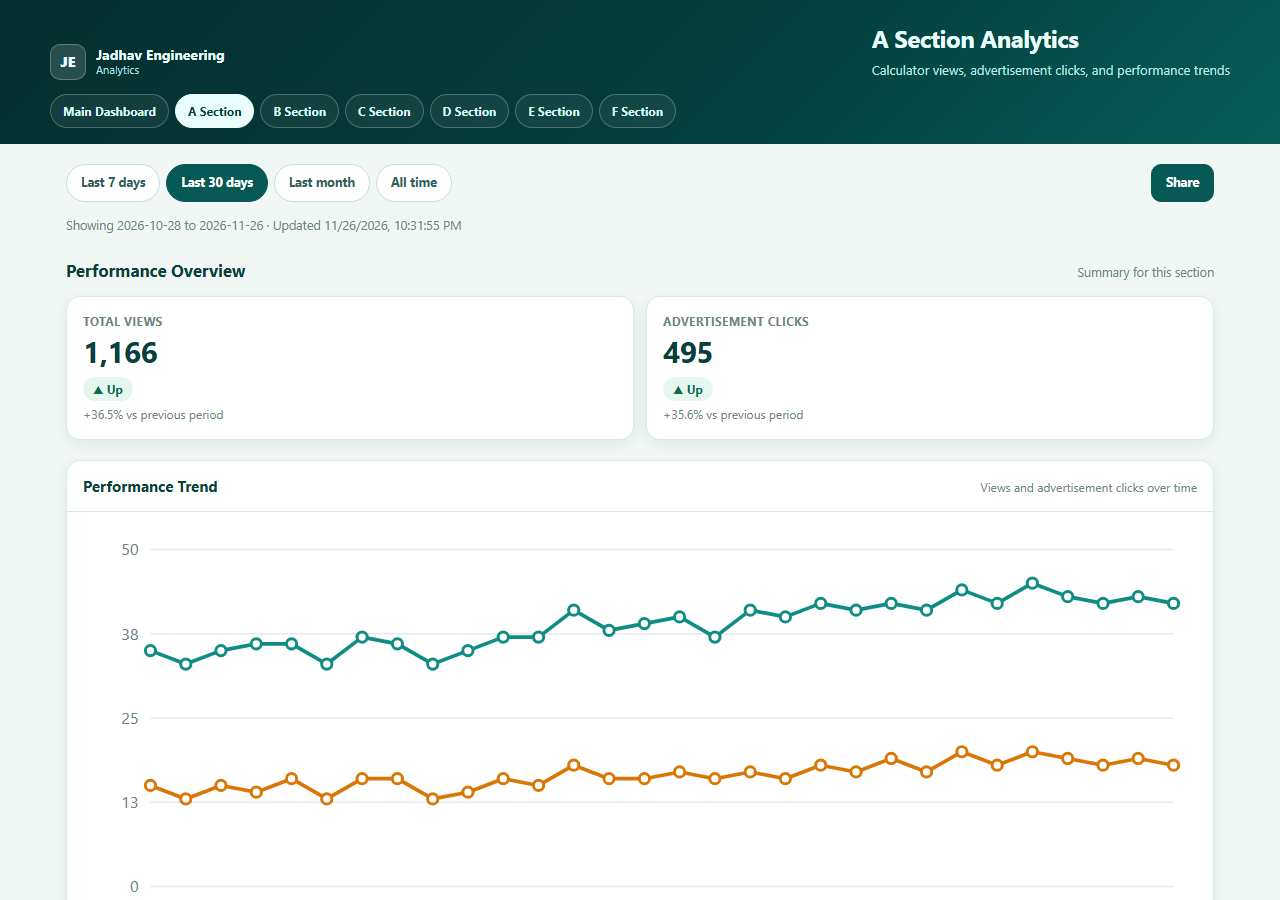 JE
Jadhav Engineering
Analytics
A Section Analytics
Calculator views, advertisement clicks, and performance trends
Main Dashboard
A Section
B Section
C Section
D Section
E Section
F Section
Last 7 days
Last 30 days
Last month
All time
Share
Showing 2026-10-28 to 2026-11-26 · Updated 11/26/2026, 10:31:55 PM
Performance Overview
Summary for this section
TOTAL VIEWS
1,166
▲ Up
+36.5% vs previous period
ADVERTISEMENT CLICKS
495
▲ Up
+35.6% vs previous period
Performance Trend
Views and advertisement clicks over time
50
38
25
13
0